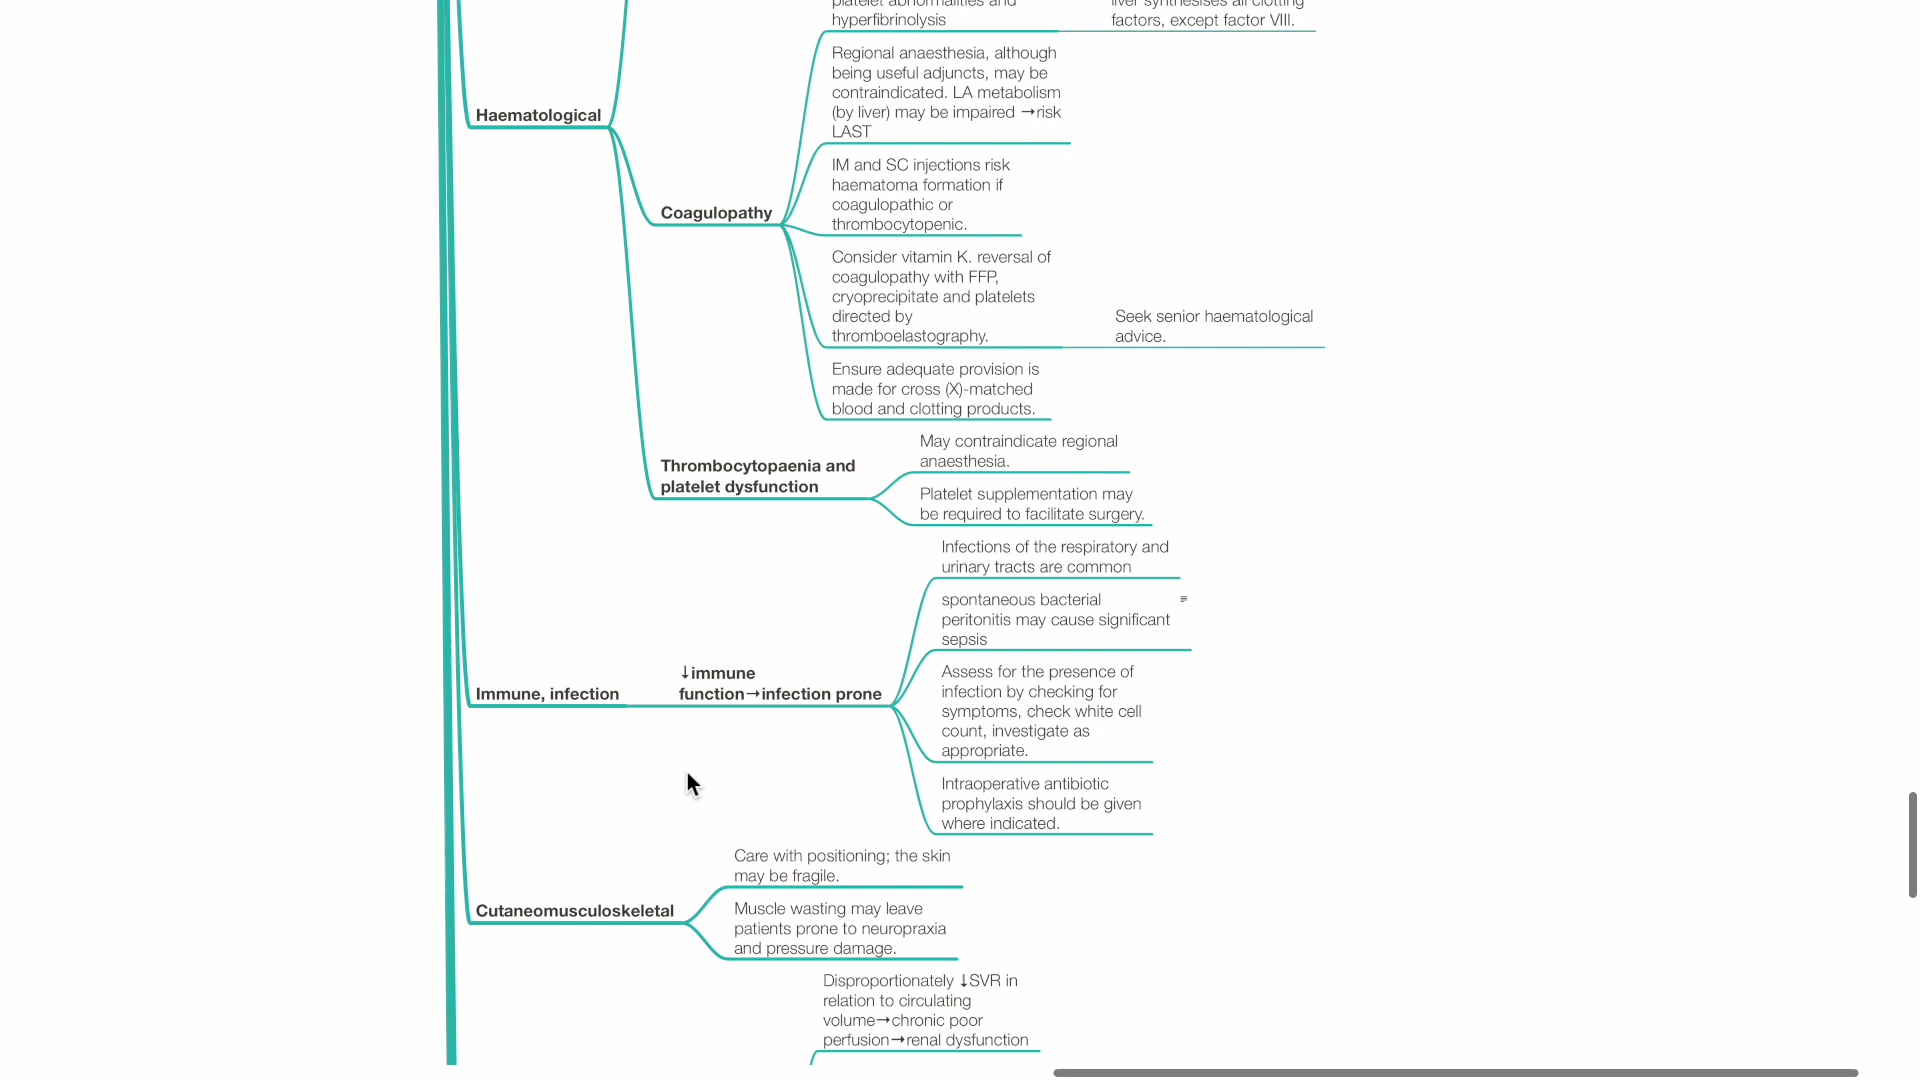 platelet abnormalities and
hyperfibrinolysis
liver synthesises all clotting
factors, except factor VIII.
Regional anaesthesia, although
being useful adjuncts, may be
contraindicated. LA metabolism
(by liver) may be impaired →risk
LAST
Haematological
IM and SC injections risk
haematoma formation if
coagulopathic or
thrombocytopenic.
Coagulopathy
Consider vitamin K. reversal of
coagulopathy with FFP,
cryoprecipitate and platelets
directed by
thromboelastography.
Seek senior haematological
advice.
Ensure adequate provision is
made for cross (X)-matched
blood and clotting products.
Thrombocytopaenia and
platelet dysfunction
May contraindicate regional
anaesthesia.
Platelet supplementation may
be required to facilitate surgery.
Infections of the respiratory and
urinary tracts are common
spontaneous bacterial
peritonitis may cause significant
sepsis
Immune, infection
↓immune
function→infection prone
Assess for the presence of
infection by checking for
symptoms, check white cell
count, investigate as
appropriate.
Intraoperative antibiotic
prophylaxis should be given
where indicated.
Care with positioning; the skin
may be fragile.
Cutaneomusculoskeletal
Muscle wasting may leave
patients prone to neuropraxia
and pressure damage.
Disproportionately ↓SVR in
relation to circulating
volume→chronic poor
perfusion→renal dysfunction